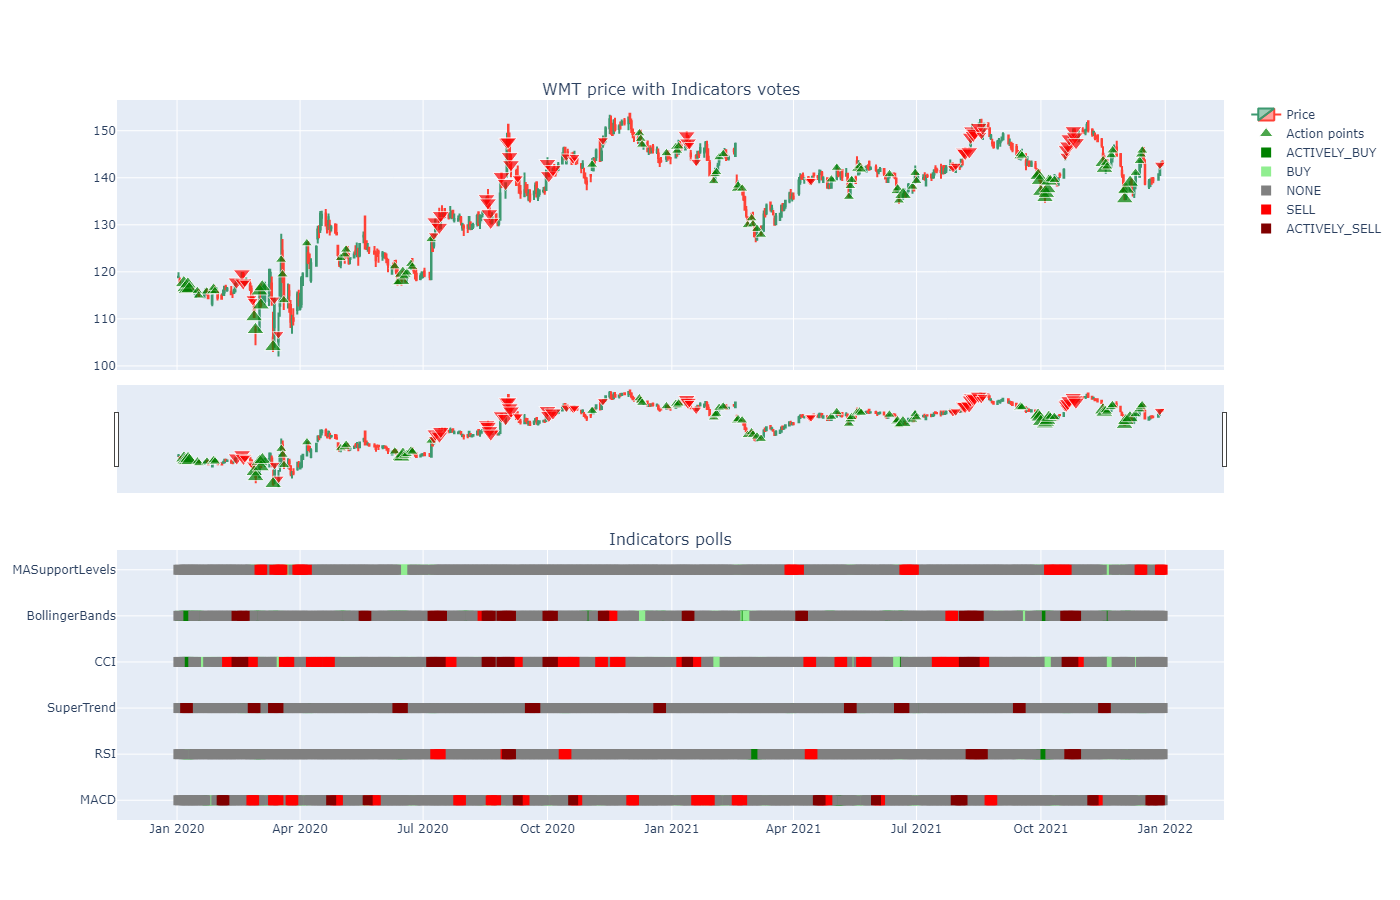 WMT price with Indicators votes
150
140
130
120
110
100
Price
Action points
ACTIVELY_BUY
BUY
NONE
SELL
ACTIVELY_SELL
Indicators polls
MASupportLevels
BollingerBands
CCI
SuperTrend
RSI
MACD
Jan 2020 Apr 2020 Jul 2020 Oct 2020 Jan 2021 Apr 2021 Jul 2021 Oct 2021 Jan 2022